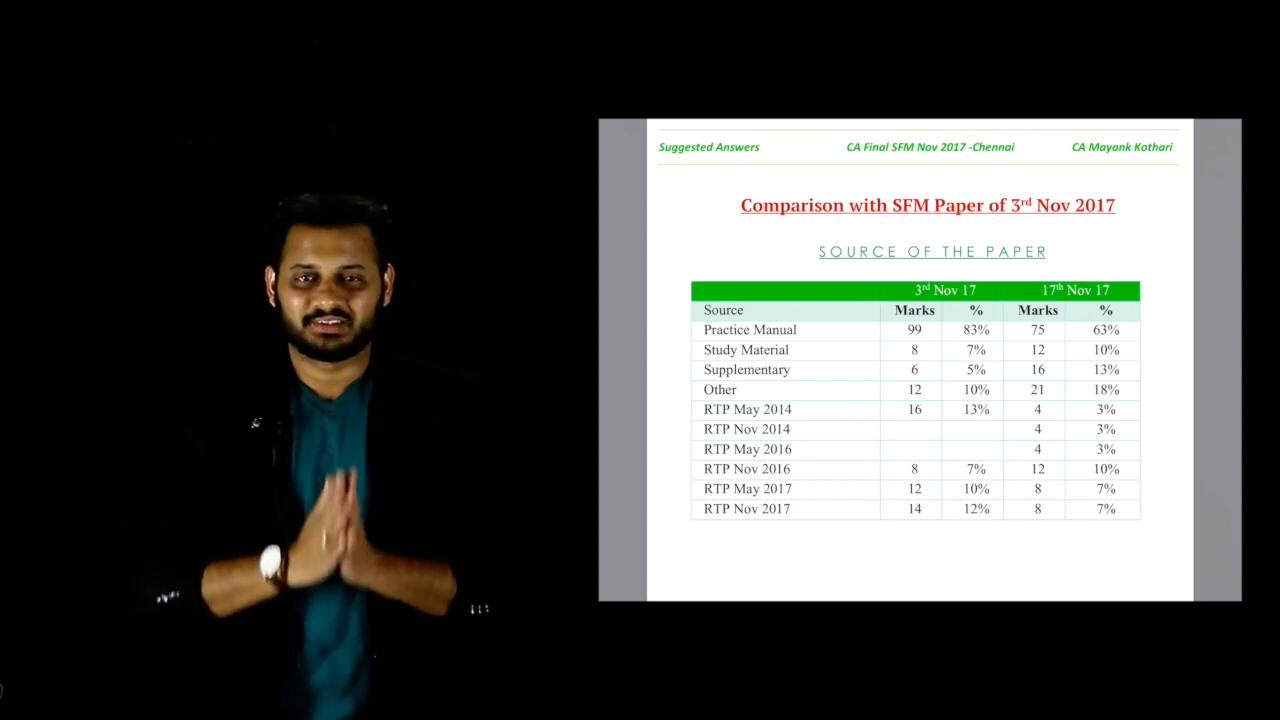 Suggested Answers CA Final SFM Nov 2017 -Chennai CA Mayank Kothari
Comparison with SFM Paper of 3rd Nov 2017
SOURCE OF THE PAPER
3rd Nov 17 17th Nov 17
Source Marks % Marks %
Practice Manual 99 83% 75 63%
Study Material 8 7% 12 10%
Supplementary 6 5% 16 13%
Other 12 10% 21 18%
RTP May 2014 16 13% 4 3%
RTP Nov 2014 4 3%
RTP May 2016 4 3%
RTP Nov 2016 8 7% 12 10%
RTP May 2017 12 10% 8 7%
RTP Nov 2017 14 12% 8 7%